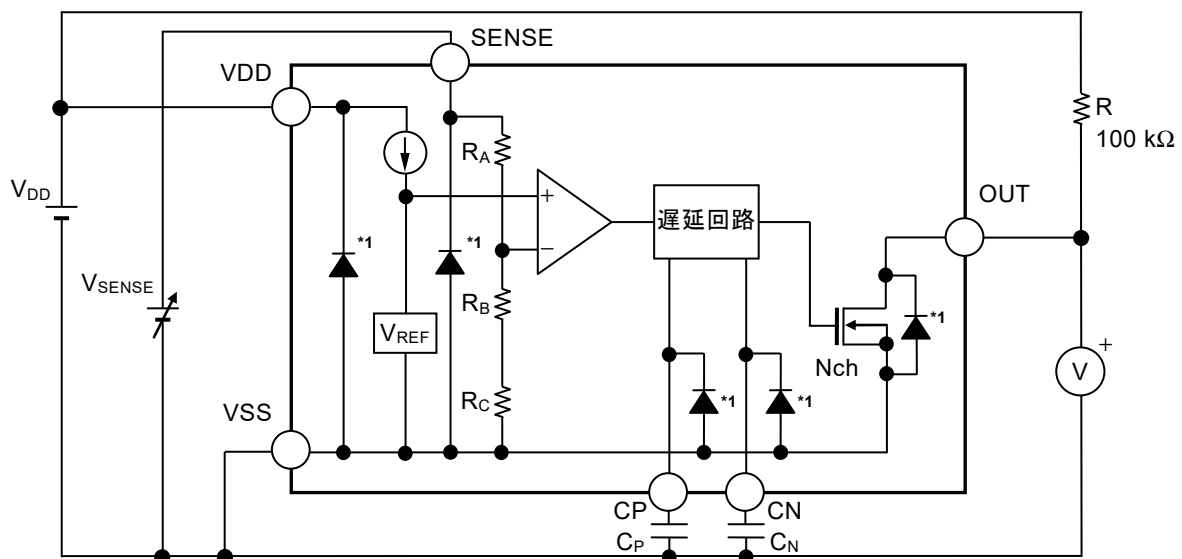 SENSE
VDD
R
100 kΩ
RA
VDD
+
遅延回路
OUT
−
*1
*1
VSENSE
RB
*1
VREF
Nch
+
V
*1
*1
RC
VSS
CP
CN
CP
CN